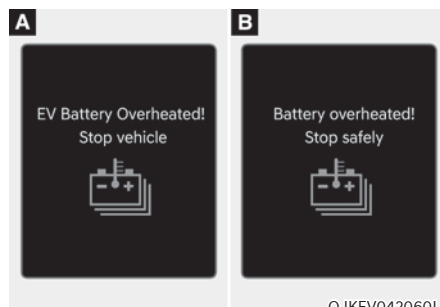 A
EV Battery Overheated!
Stop vehicle
B
Battery overheated!
Stop safely